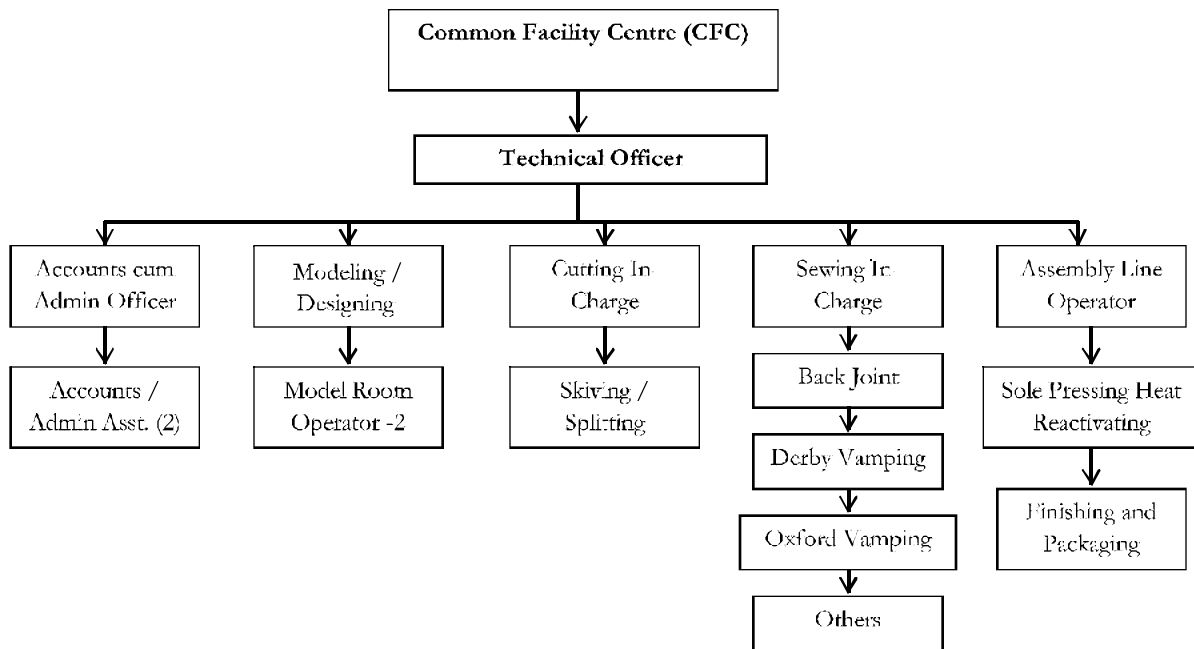 Common Facility Centre (CFC)
Technical Officer
Accounts cum
Admin Officer
Modeling /
Designing
Cutting In-
Charge
Sewing In-
Charge
Assembly Line
Operator
Accounts /
Admin Asst. (2)
Model Room
Operator -2
Skiving /
Splitting
Back Joint
Sole Pressing Heat
Reactivating
Derby Vamping
Oxford Vamping
Finishing and
Packaging
Others